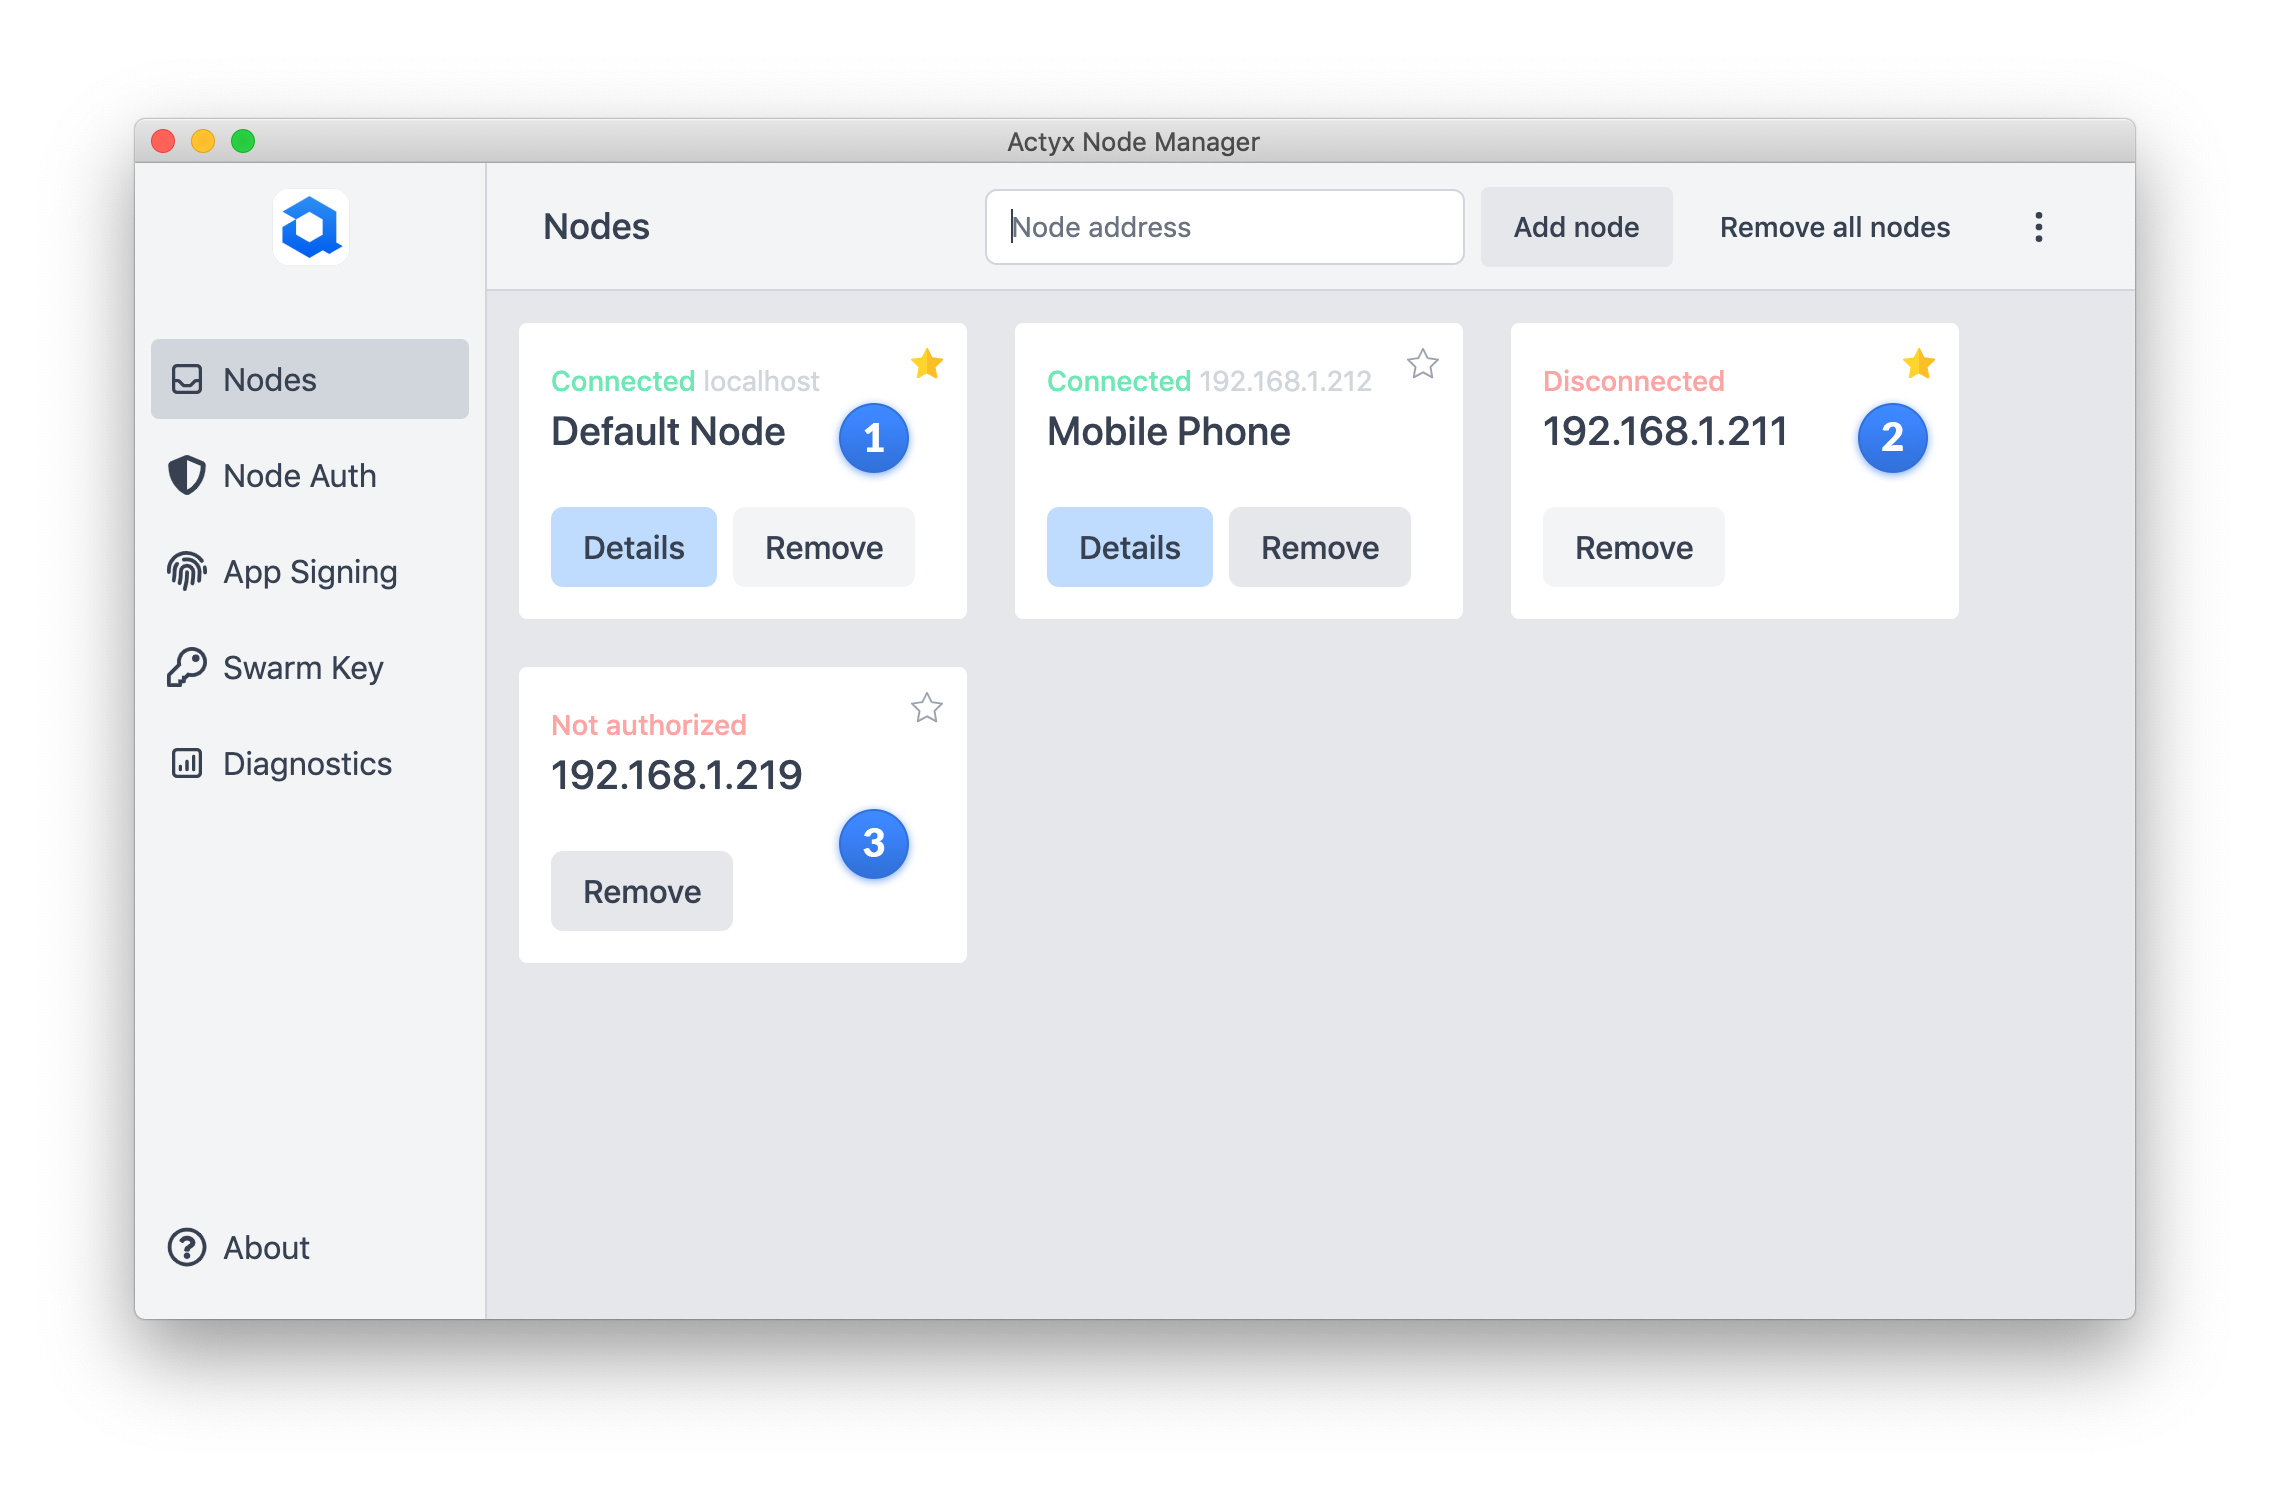 Actyx Node Manager
Nodes
Node address
Add node
Remove all nodes
Nodes
Node Auth
App Signing
Swarm Key
Diagnostics
About
Connected localhost
Default Node
1
Details
Remove
Connected 192.168.1.212
Mobile Phone
Details
Remove
Disconnected
192.168.1.211
2
Remove
Not authorized
192.168.1.219
3
Remove